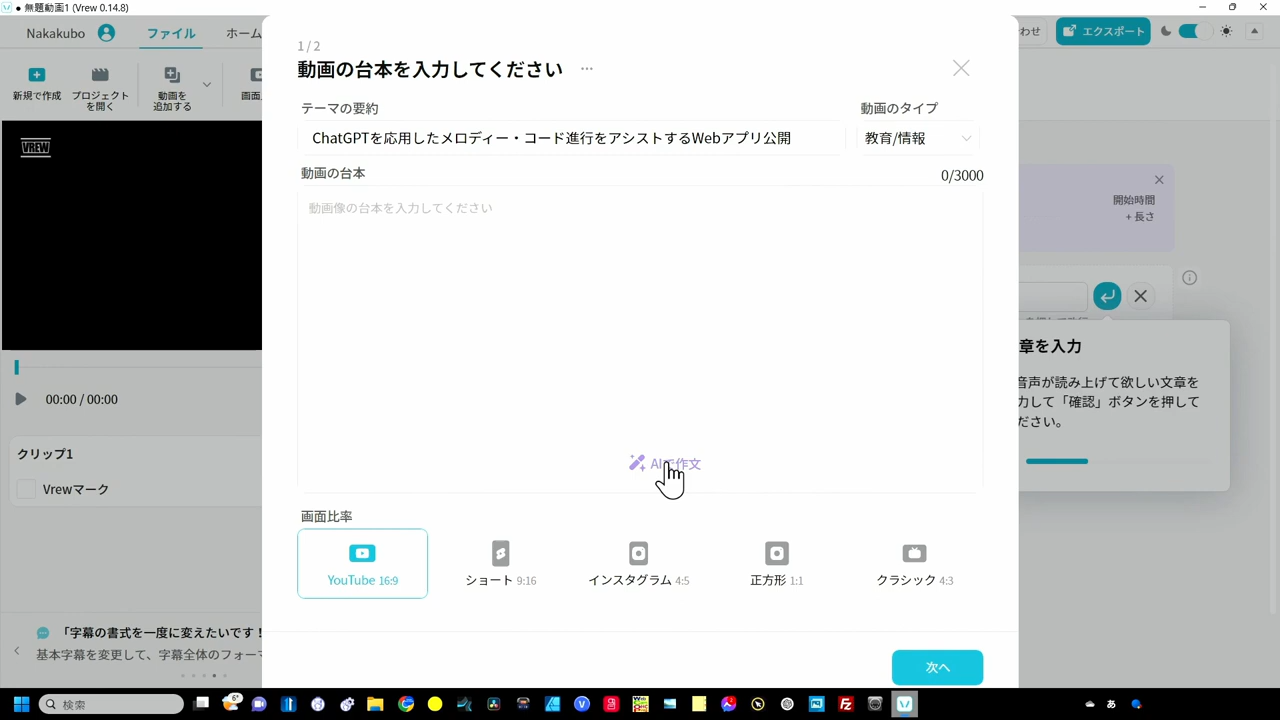 ● 無題動画1 (Vrew 0.14.8)
Nakakubo
ファイル
ホーム
わせ
エクスポート
新規で作成
プロジェクト
を開く
動画を
追加する
画面
VREW
00:00 / 00:00
クリップ1
Vrewマーク
「字幕の書式を一度に変えたいです！
基本字幕を変更して、字幕全体のフォーマ
1 / 2
動画の台本を入力してください
テーマの要約
動画のタイプ
ChatGPTを応用したメロディー・コード進行をアシストするWebアプリ公開
教育/情報
動画の台本
0/3000
動画像の台本を入力してください
AIで作文
画面比率
YouTube 16:9
ショート 9:16
インスタグラム 4:5
正方形 1:1
クラシック 4:3
次へ
開始時間
+ 長さ
章を入力
音声が読み上げて欲しい文章を
力して「確認」ボタンを押して
ださい。
検索
6°
あ